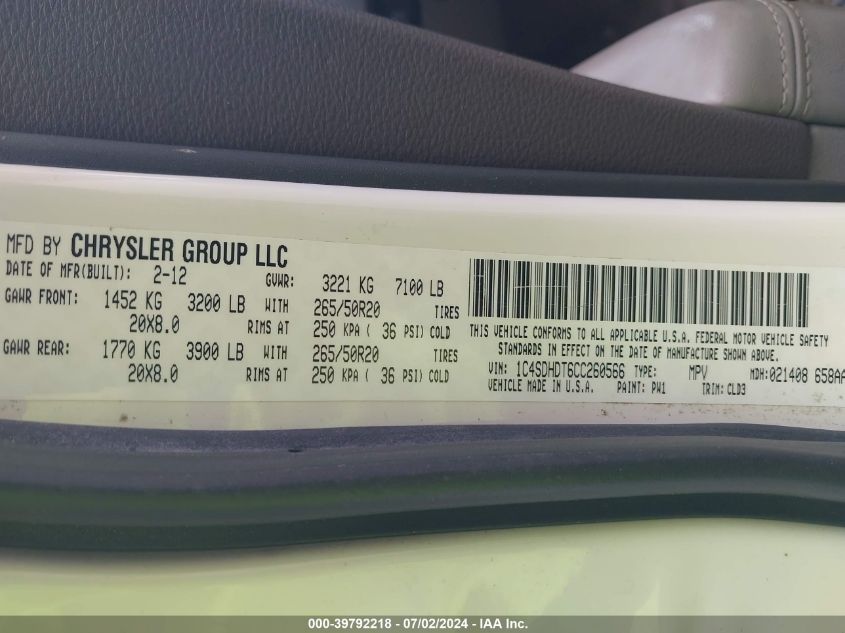 MFD BY CHRYSLER GROUP LLC
DATE OF MFR(BUILT): 2-12 GVWR: 3221 KG 7100 LB
GAWR FRONT: 1452 KG 3200 LB WITH 265/50R20 TIRES
20X8.0 RIMS AT 250 KPA ( 36 PSI) COLD
GAWR REAR: 1770 KG 3900 LB WITH 265/50R20 TIRES
20X8.0 RIMS AT 250 KPA ( 36 PSI) COLD
THIS VEHICLE CONFORMS TO ALL APPLICABLE U.S.A. FEDERAL MOTOR VEHICLE SAFETY
STANDARDS IN EFFECT ON THE DATE OF MANUFACTURE SHOWN ABOVE.
VIN: 1C4SDHDT6CC260566 TYPE: MPV MDH:021408 658AA
VEHICLE MADE IN U.S.A. PAINT: PW1 TRIM: CLD3
000-39792218 - 07/02/2024 - IAA Inc.